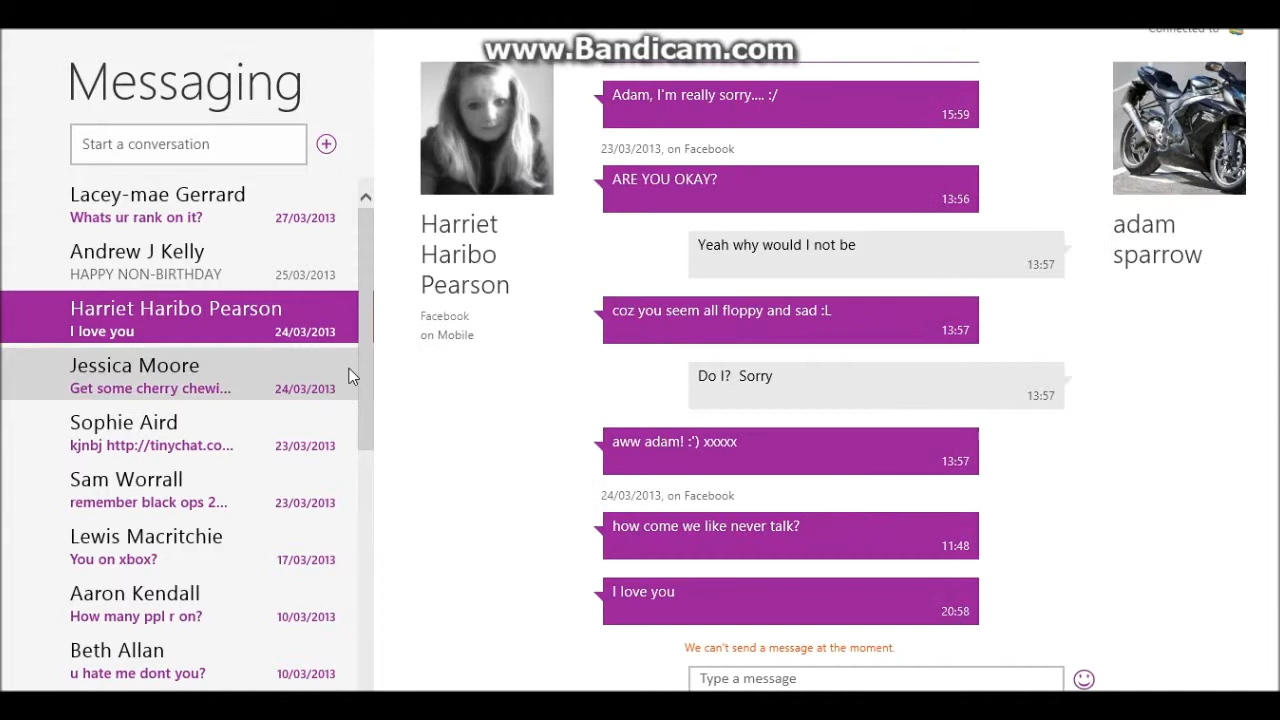 www.Bandicam.com
Connected to
Messaging
Start a conversation
Lacey-mae Gerrard
Whats ur rank on it? 27/03/2013
Andrew J Kelly
HAPPY NON-BIRTHDAY 25/03/2013
Harriet Haribo Pearson
I love you 24/03/2013
Jessica Moore
Get some cherry chewi... 24/03/2013
Sophie Aird
kjnbj http://tinychat.co... 23/03/2013
Sam Worrall
remember black ops 2... 23/03/2013
Lewis Macritchie
You on xbox? 17/03/2013
Aaron Kendall
How many ppl r on? 10/03/2013
Beth Allan
u hate me dont you? 10/03/2013
Harriet
Haribo
Pearson
Facebook
on Mobile
Adam, I'm really sorry.... :/
15:59
23/03/2013, on Facebook
ARE YOU OKAY?
13:56
Yeah why would I not be
13:57
coz you seem all floppy and sad :L
13:57
Do I?  Sorry
13:57
aww adam! :') xxxxx
13:57
24/03/2013, on Facebook
how come we like never talk?
11:48
I love you
20:58
We can't send a message at the moment.
Type a message
adam
sparrow